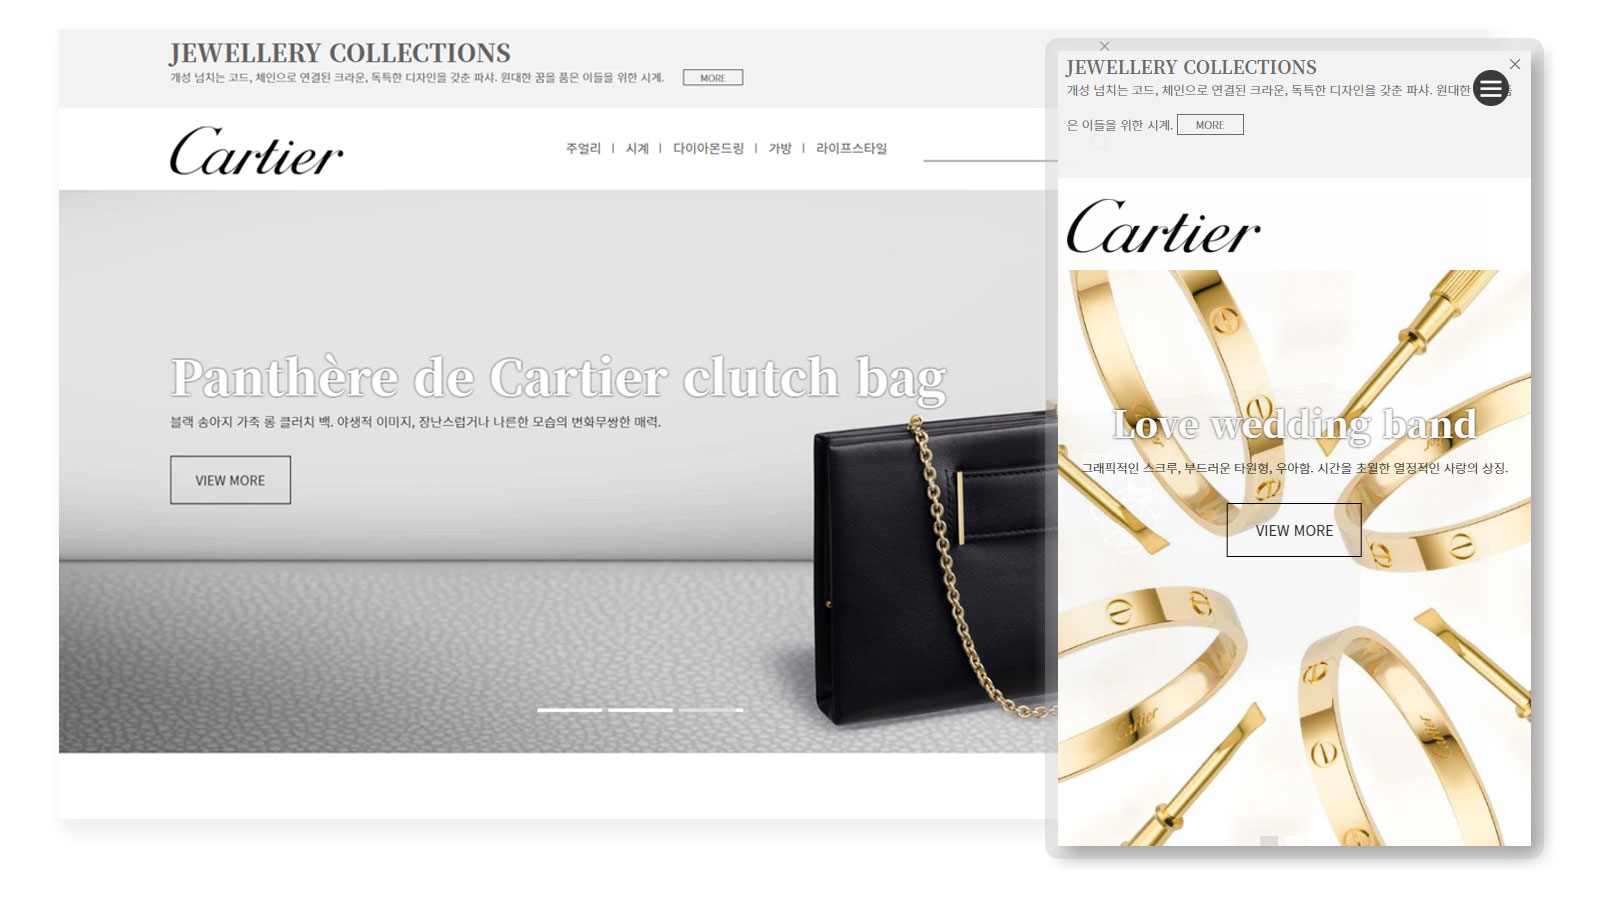 JEWELLERY COLLECTIONS
개성 넘치는 코드, 체인으로 연결된 크라운, 독특한 디자인을 갖춘 파샤. 원대한 꿈을 품은 이들을 위한 시계. MORE
Cartier
주얼리 | 시계 | 다이아몬드링 | 가방 | 라이프스타일
Panthère de Cartier clutch bag
블랙 송아지 가죽 롱 클러치 백. 야생적 이미지, 장난스럽거나 나른한 모습의 변화무쌍한 매력.
VIEW MORE
JEWELLERY COLLECTIONS
개성 넘치는 코드, 체인으로 연결된 크라운, 독특한 디자인을 갖춘 파샤. 원대한
은 이들을 위한 시계. MORE
Cartier
Love wedding band
그래픽적인 스크루, 부드러운 타원형, 우아함. 시간을 초월한 열정적인 사랑의 상징.
VIEW MORE
Cartier